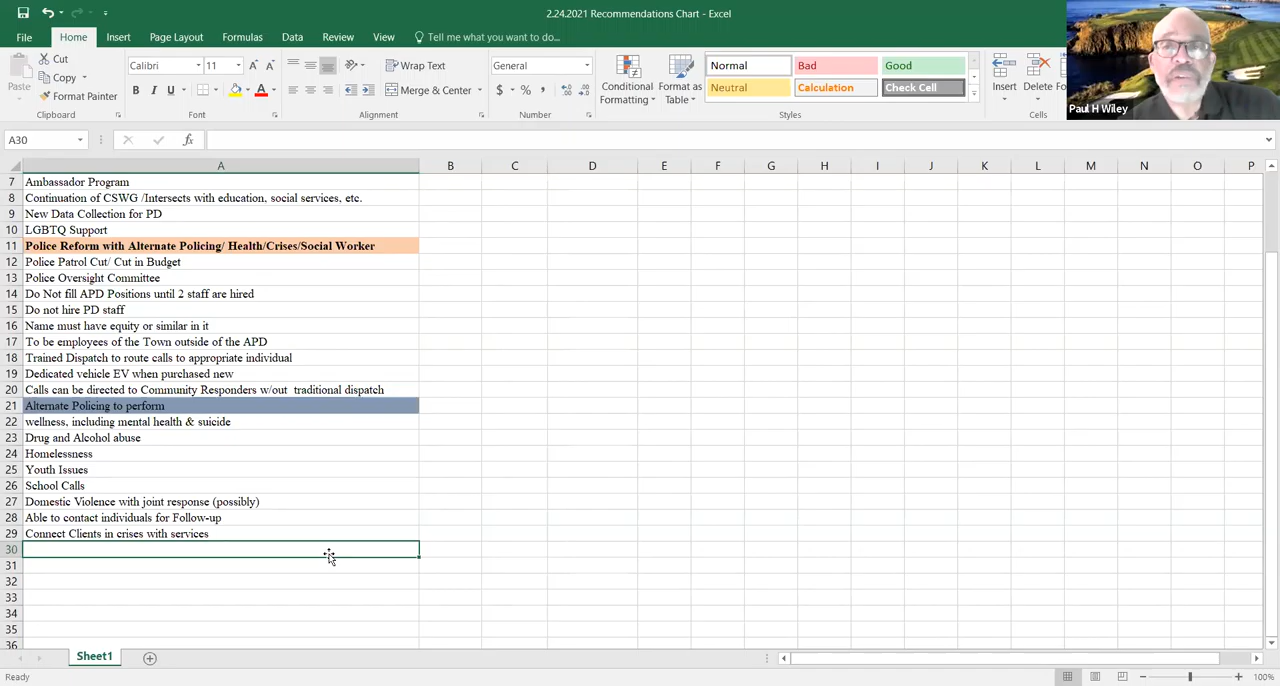 2.24.2021 Recommendations Chart - Excel
File Home Insert Page Layout Formulas Data Review View Tell me what you want to do...
Paste
Cut
Copy
Format Painter
Clipboard
Calibri 11
B I U
Font
Wrap Text
Merge & Center
Alignment
General
$ % ,
Number
Conditional Formatting
Format as Table
Normal Bad Good
Neutral Calculation Check Cell
Styles
Insert Delete Fo
Cells
Paul H Wiley
A30 fx
A B C D E F G H I J K L M N O P
7 Ambassador Program
8 Continuation of CSWG /Intersects with education, social services, etc.
9 New Data Collection for PD
10 LGBTQ Support
11 Police Reform with Alternate Policing/ Health/Crises/Social Worker
12 Police Patrol Cut/ Cut in Budget
13 Police Oversight Committee
14 Do Not fill APD Positions until 2 staff are hired
15 Do not hire PD staff
16 Name must have equity or similar in it
17 To be employees of the Town outside of the APD
18 Trained Dispatch to route calls to appropriate individual
19 Dedicated vehicle EV when purchased new
20 Calls can be directed to Community Responders w/out  traditional dispatch
21 Alternate Policing to perform
22 wellness, including mental health & suicide
23 Drug and Alcohol abuse
24 Homelessness
25 Youth Issues
26 School Calls
27 Domestic Violence with joint response (possibly)
28 Able to contact individuals for Follow-up
29 Connect Clients in crises with services
30
31
32
33
34
35
36
Sheet1
Ready
100%